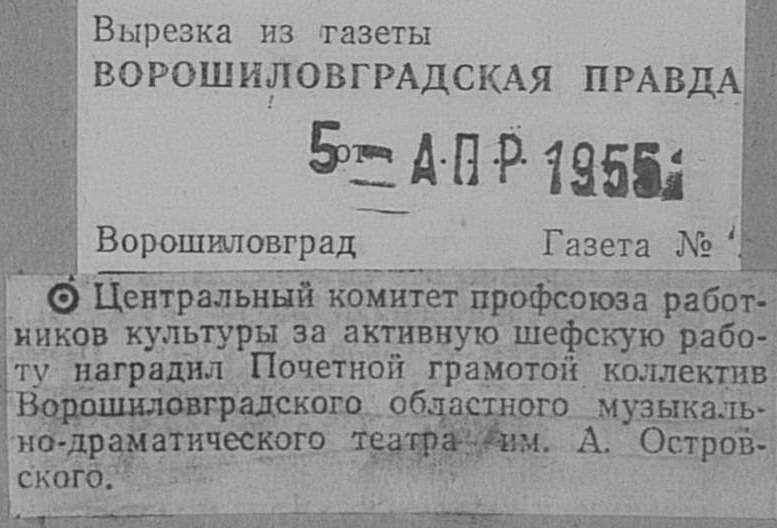 Вырезка из газеты
ВОРОШИЛОВГРАДСКАЯ ПРАВДА
5 от АПР 1955
Ворошиловград Газета №
Центральный комитет профсоюза работ-
ников культуры за активную шефскую рабо-
ту наградил Почетной грамотой коллектив
Ворошиловградского областного музыкаль-
но-драматического театра им. А. Остров-
ского.